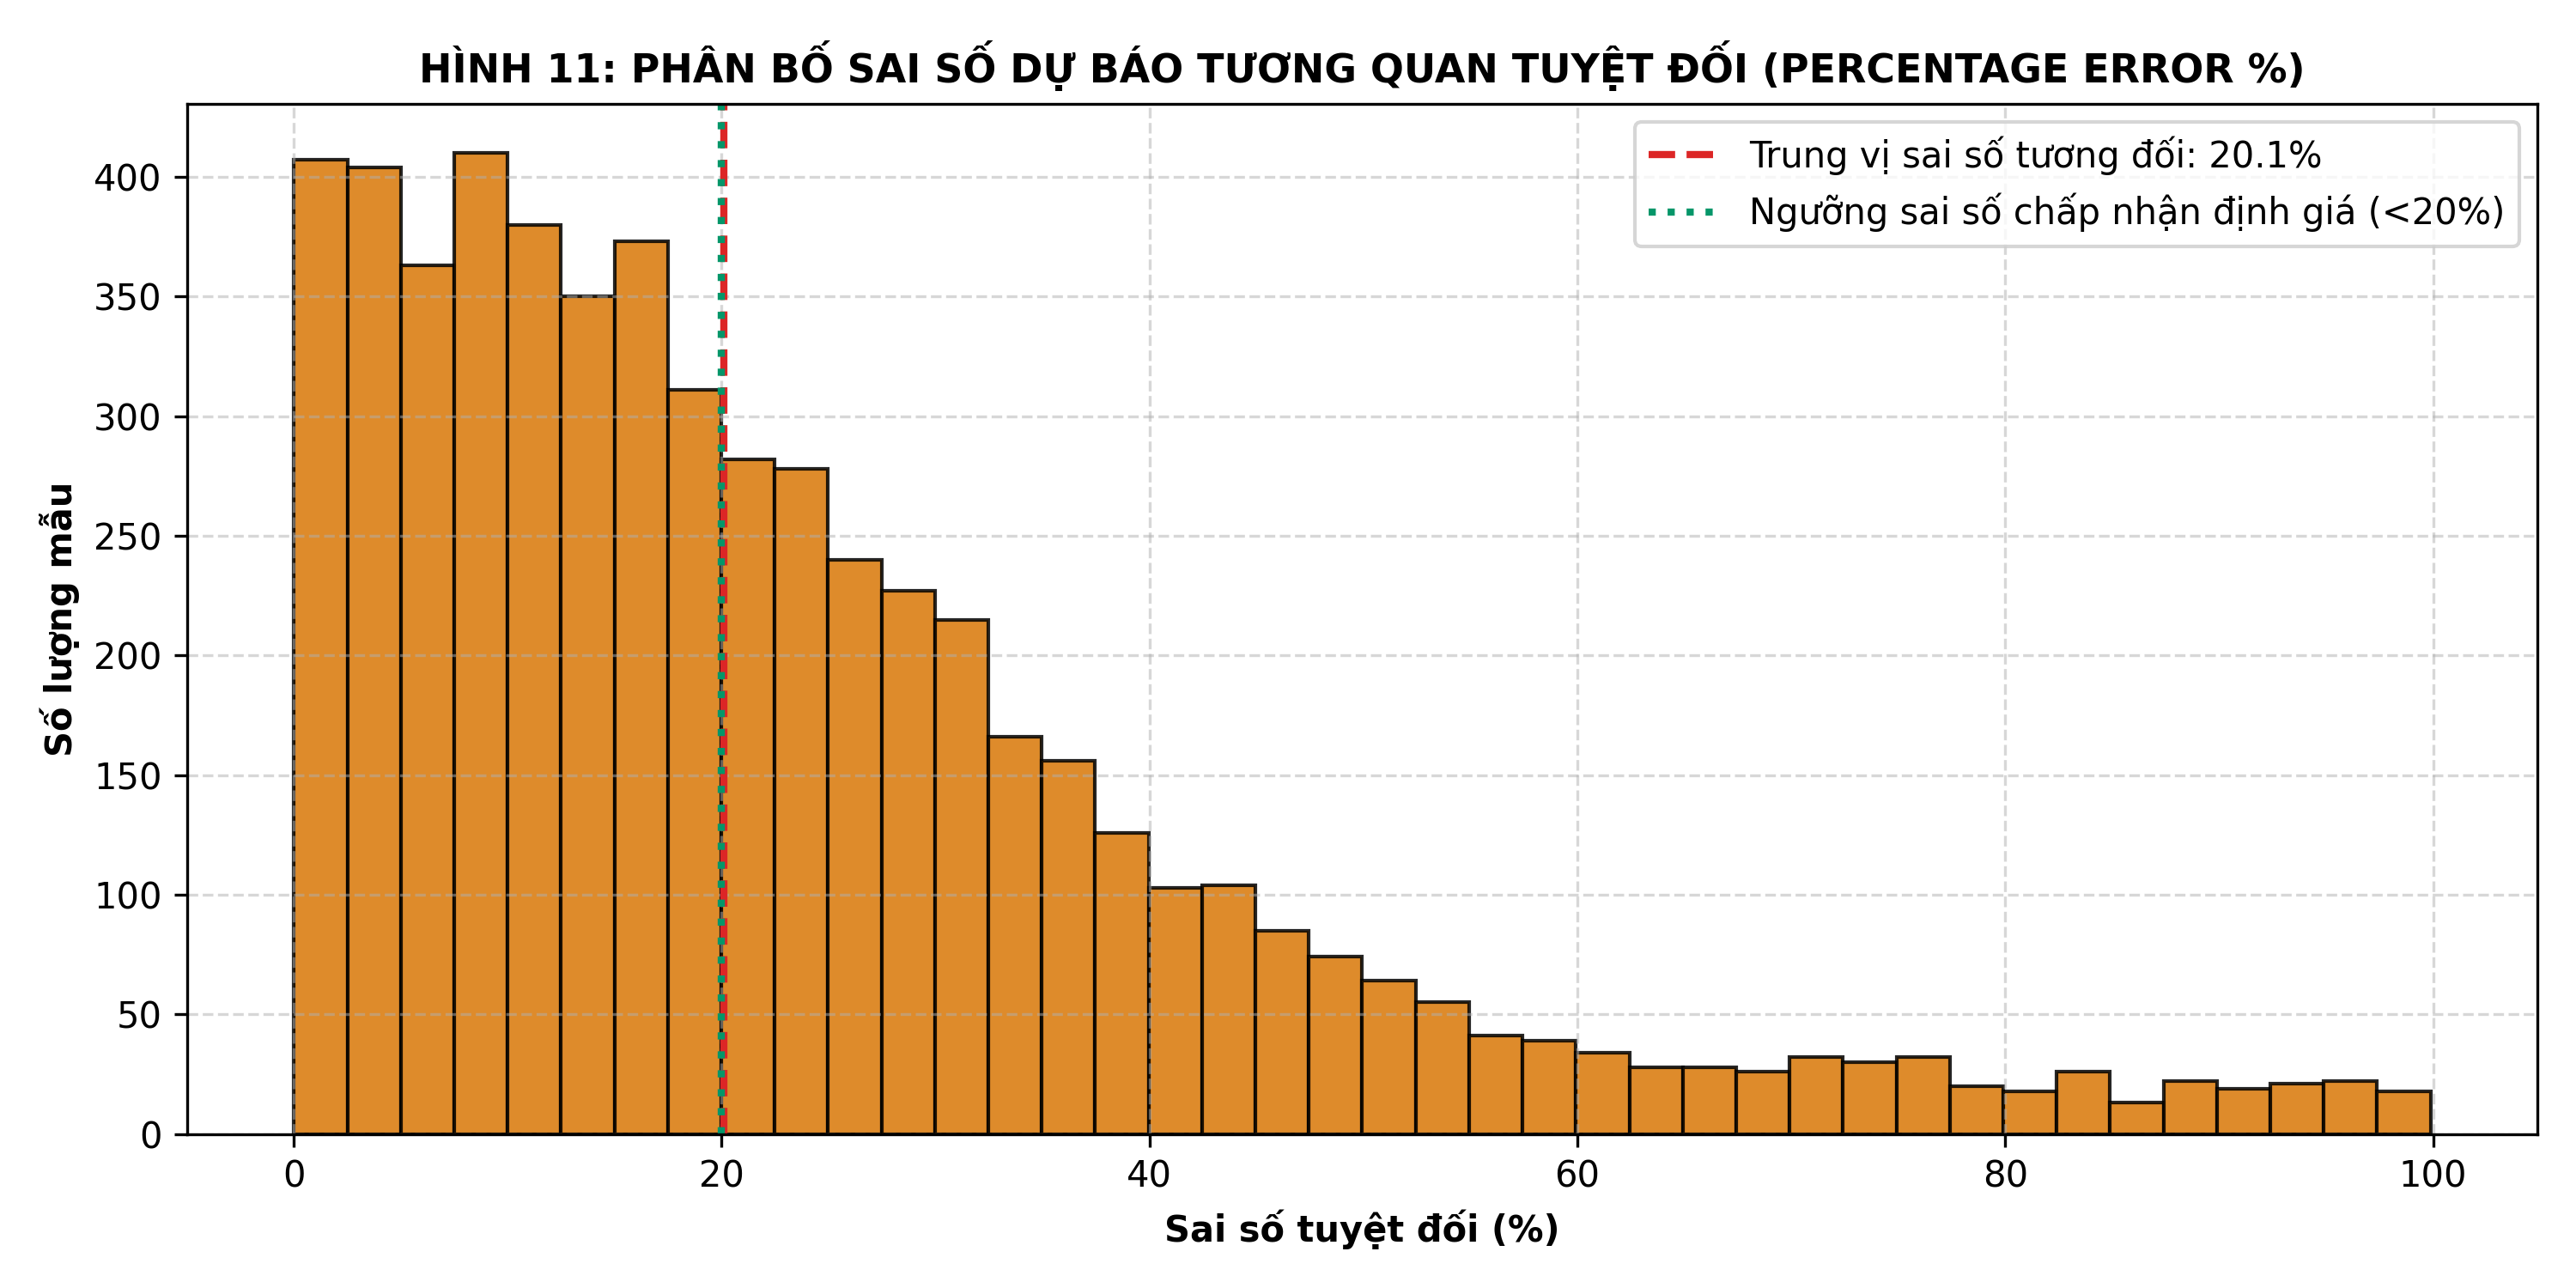 HÌNH 11: PHÂN BỐ SAI SỐ DỰ BÁO TƯƠNG QUAN TUYỆT ĐỐI (PERCENTAGE ERROR %)
Trung vị sai số tương đối: 20.1%
Ngưỡng sai số chấp nhận định giá (<20%)
Số lượng mẫu
400
350
300
250
200
150
100
50
0
0 20 40 60 80 100
Sai số tuyệt đối (%)